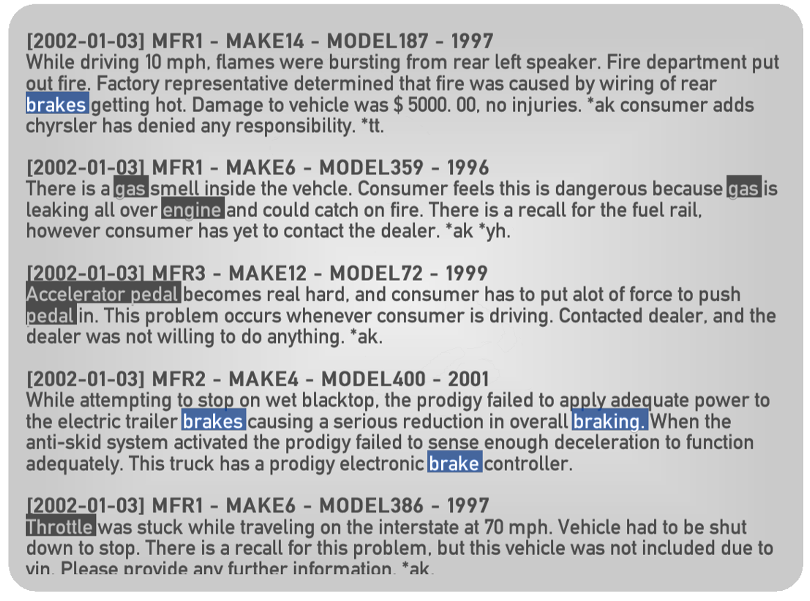 [2002-01-03] MFR1 - MAKE14 - MODEL187 - 1997
While driving 10 mph, flames were bursting from rear left speaker. Fire department put
out fire. Factory representative determined that fire was caused by wiring of rear
brakes getting hot. Damage to vehicle was $ 5000. 00, no injuries. *ak consumer adds
chyrsler has denied any responsibility. *tt.
[2002-01-03] MFR1 - MAKE6 - MODEL359 - 1996
There is a gas smell inside the vehcle. Consumer feels this is dangerous because gas is
leaking all over engine and could catch on fire. There is a recall for the fuel rail,
however consumer has yet to contact the dealer. *ak *yh.
[2002-01-03] MFR3 - MAKE12 - MODEL72 - 1999
Accelerator pedal becomes real hard, and consumer has to put alot of force to push
pedal in. This problem occurs whenever consumer is driving. Contacted dealer, and the
dealer was not willing to do anything. *ak.
[2002-01-03] MFR2 - MAKE4 - MODEL400 - 2001
While attempting to stop on wet blacktop, the prodigy failed to apply adequate power to
the electric trailer brakes causing a serious reduction in overall braking. When the
anti-skid system activated the prodigy failed to sense enough deceleration to function
adequately. This truck has a prodigy electronic brake controller.
[2002-01-03] MFR1 - MAKE6 - MODEL386 - 1997
Throttle was stuck while traveling on the interstate at 70 mph. Vehicle had to be shut
down to stop. There is a recall for this problem, but this vehicle was not included due to
vin. Please provide any further information. *ak.